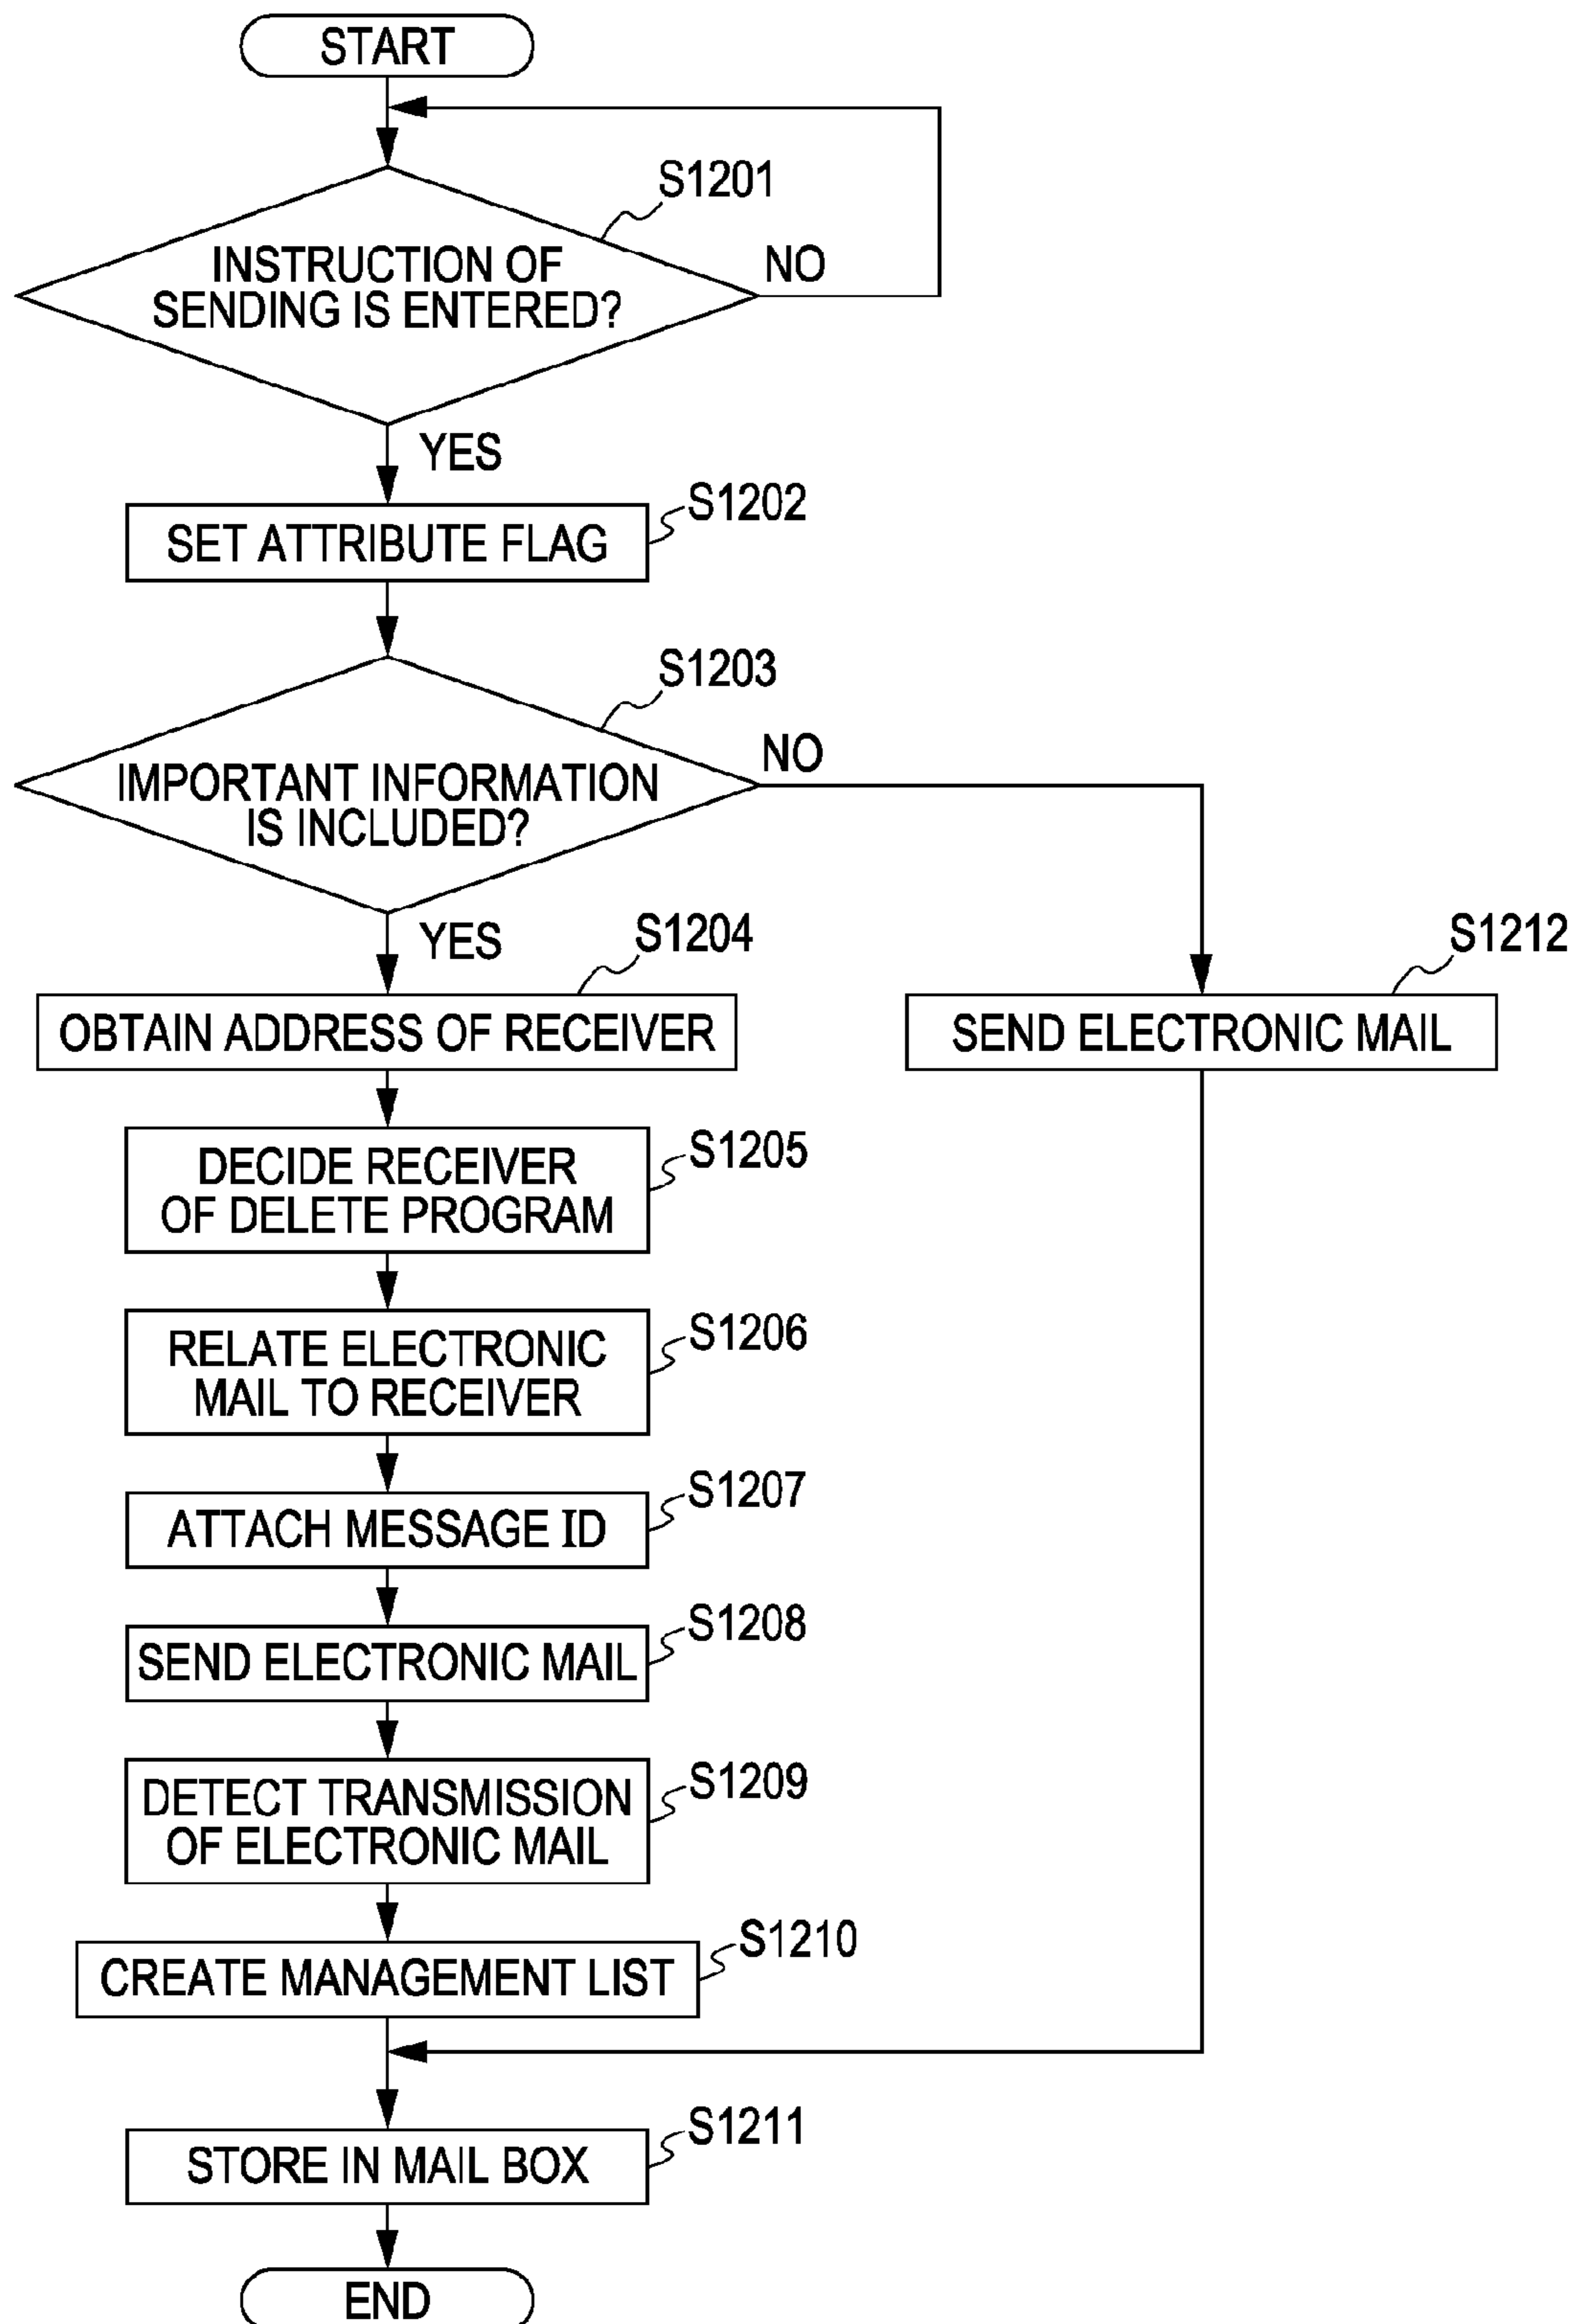 START
S1201
INSTRUCTION OF
SENDING IS ENTERED?
NO
YES
S1202
SET ATTRIBUTE FLAG
S1203
IMPORTANT INFORMATION
IS INCLUDED?
NO
YES
S1204
OBTAIN ADDRESS OF RECEIVER
S1212
SEND ELECTRONIC MAIL
S1205
DECIDE RECEIVER
OF DELETE PROGRAM
S1206
RELATE ELECTRONIC
MAIL TO RECEIVER
S1207
ATTACH MESSAGE ID
S1208
SEND ELECTRONIC MAIL
S1209
DETECT TRANSMISSION
OF ELECTRONIC MAIL
S1210
CREATE MANAGEMENT LIST
S1211
STORE IN MAIL BOX
END